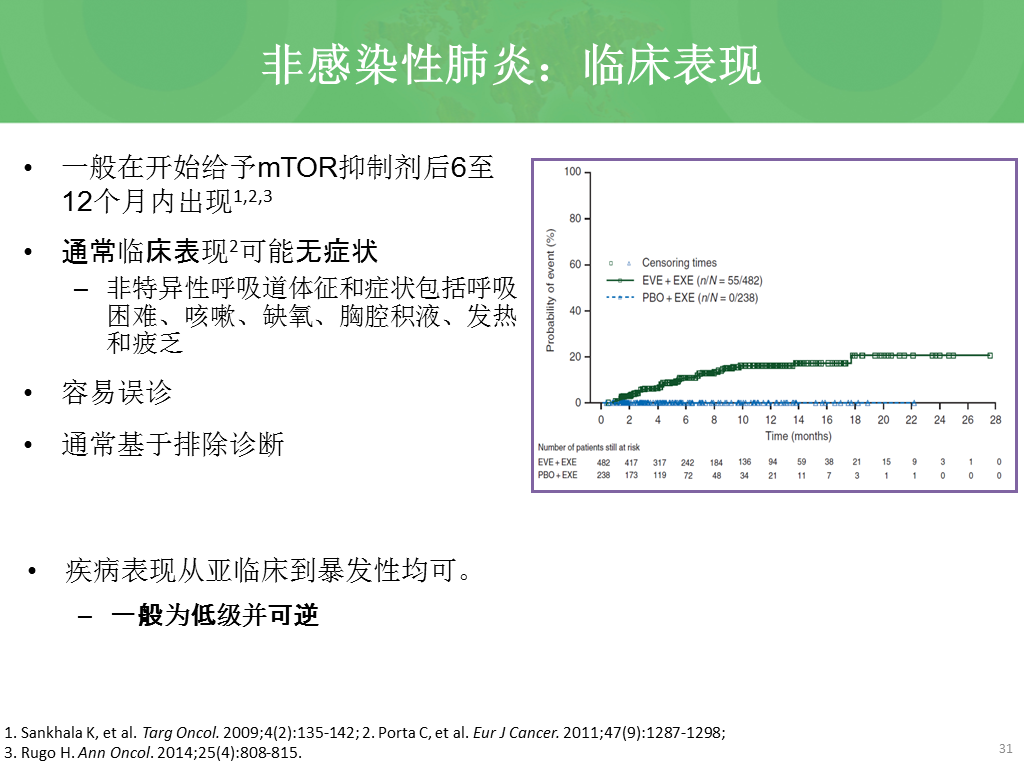 非感染性肺炎：临床表现
• 一般在开始给予mTOR抑制剂后6至
12个月内出现1,2,3
• 通常临床表现2可能无症状
– 非特异性呼吸道体征和症状包括呼吸
困难、咳嗽、缺氧、胸腔积液、发热
和疲乏
• 容易误诊
• 通常基于排除诊断
• 疾病表现从亚临床到暴发性均可。
– 一般为低级并可逆
Probability of event (%)
100
80
60
40
20
0
Censoring times
EVE + EXE (n/N = 55/482)
PBO + EXE (n/N = 0/238)
0 2 4 6 8 10 12 14 16 18 20 22 24 26 28
Time (months)
Number of patients still at risk
EVE + EXE 482 417 317 242 184 136 94 59 38 21 15 9 3 1 0
PBO + EXE 238 173 119 72 48 34 21 11 7 3 1 1 0 0 0
1. Sankhala K, et al. Targ Oncol. 2009;4(2):135-142; 2. Porta C, et al. Eur J Cancer. 2011;47(9):1287-1298;
3. Rugo H. Ann Oncol. 2014;25(4):808-815.
31